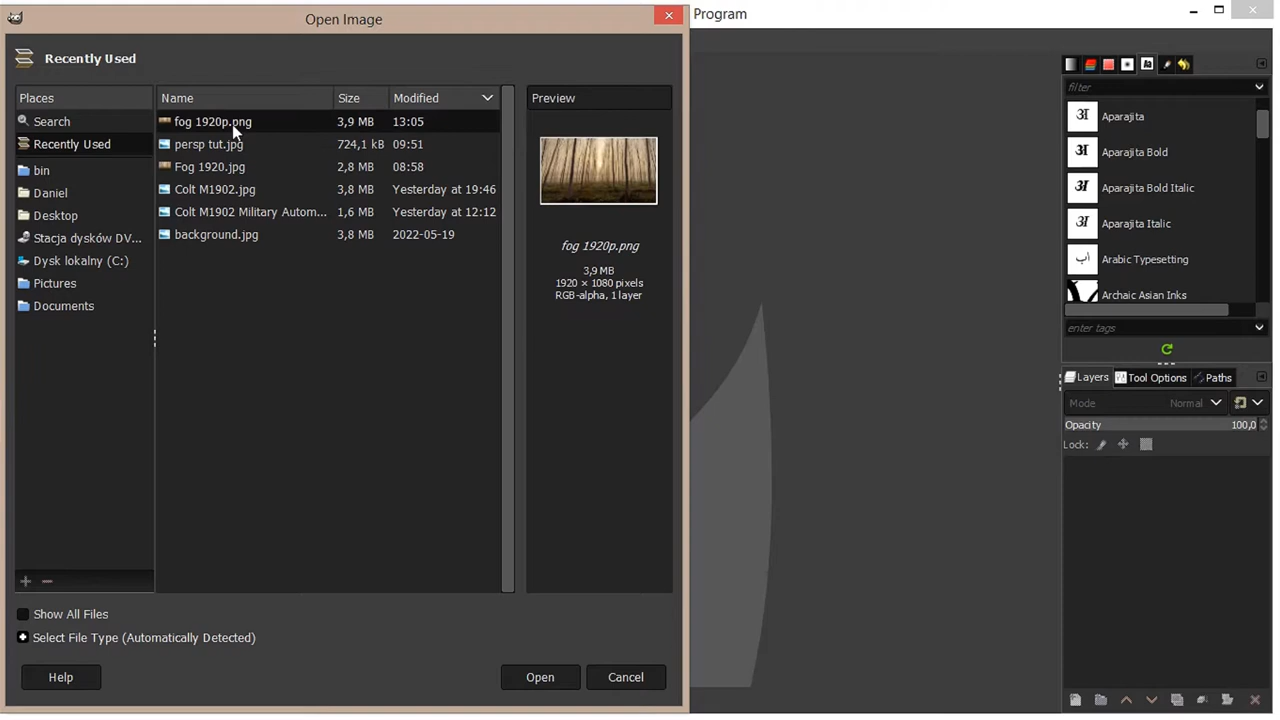 Open Image
Program
Recently Used
Places
Search
Recently Used
bin
Daniel
Desktop
Stacja dysków DV...
Dysk lokalny (C:)
Pictures
Documents
Name Size Modified
fog 1920p.png 3,9 MB 13:05
persp tut.jpg 724,1 kB 09:51
Fog 1920.jpg 2,8 MB 08:58
Colt M1902.jpg 3,8 MB Yesterday at 19:46
Colt M1902 Military Autom... 1,6 MB Yesterday at 12:12
background.jpg 3,8 MB 2022-05-19
Preview
fog 1920p.png
3,9 MB
1920 × 1080 pixels
RGB-alpha, 1 layer
Show All Files
Select File Type (Automatically Detected)
Help
Open
Cancel
Aa
filter
Aparajita
Aparajita Bold
Aparajita Bold Italic
Aparajita Italic
Arabic Typesetting
Archaic Asian Inks
enter tags
Layers Tool Options Paths
Mode Normal
Opacity 100,0
Lock: